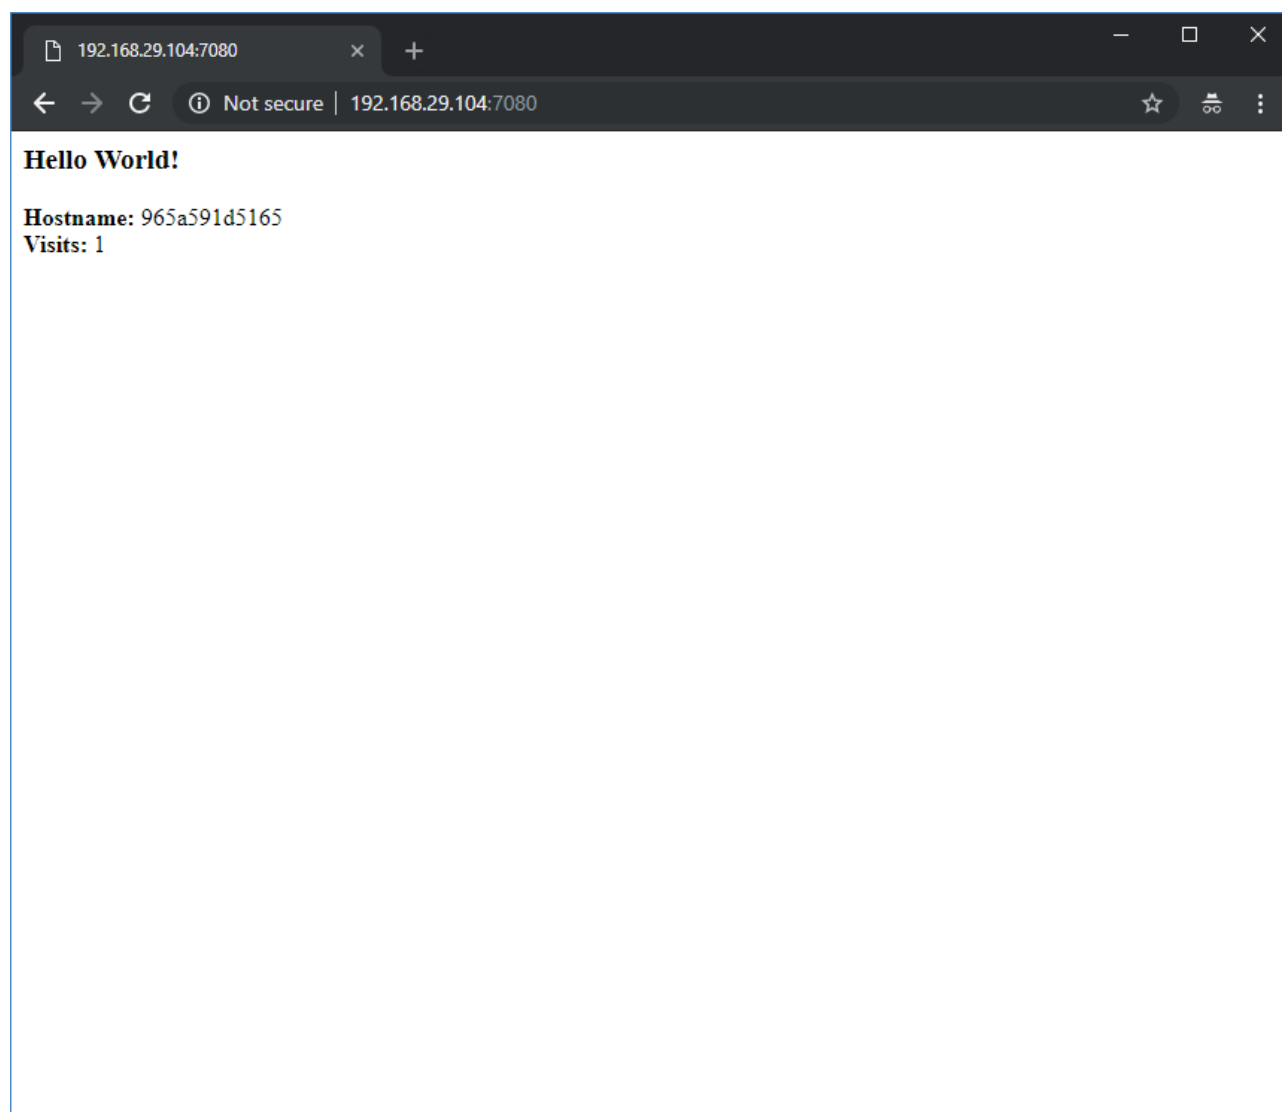 192.168.29.104:7080
Not secure | 192.168.29.104:7080
Hello World!
Hostname: 965a591d5165
Visits: 1